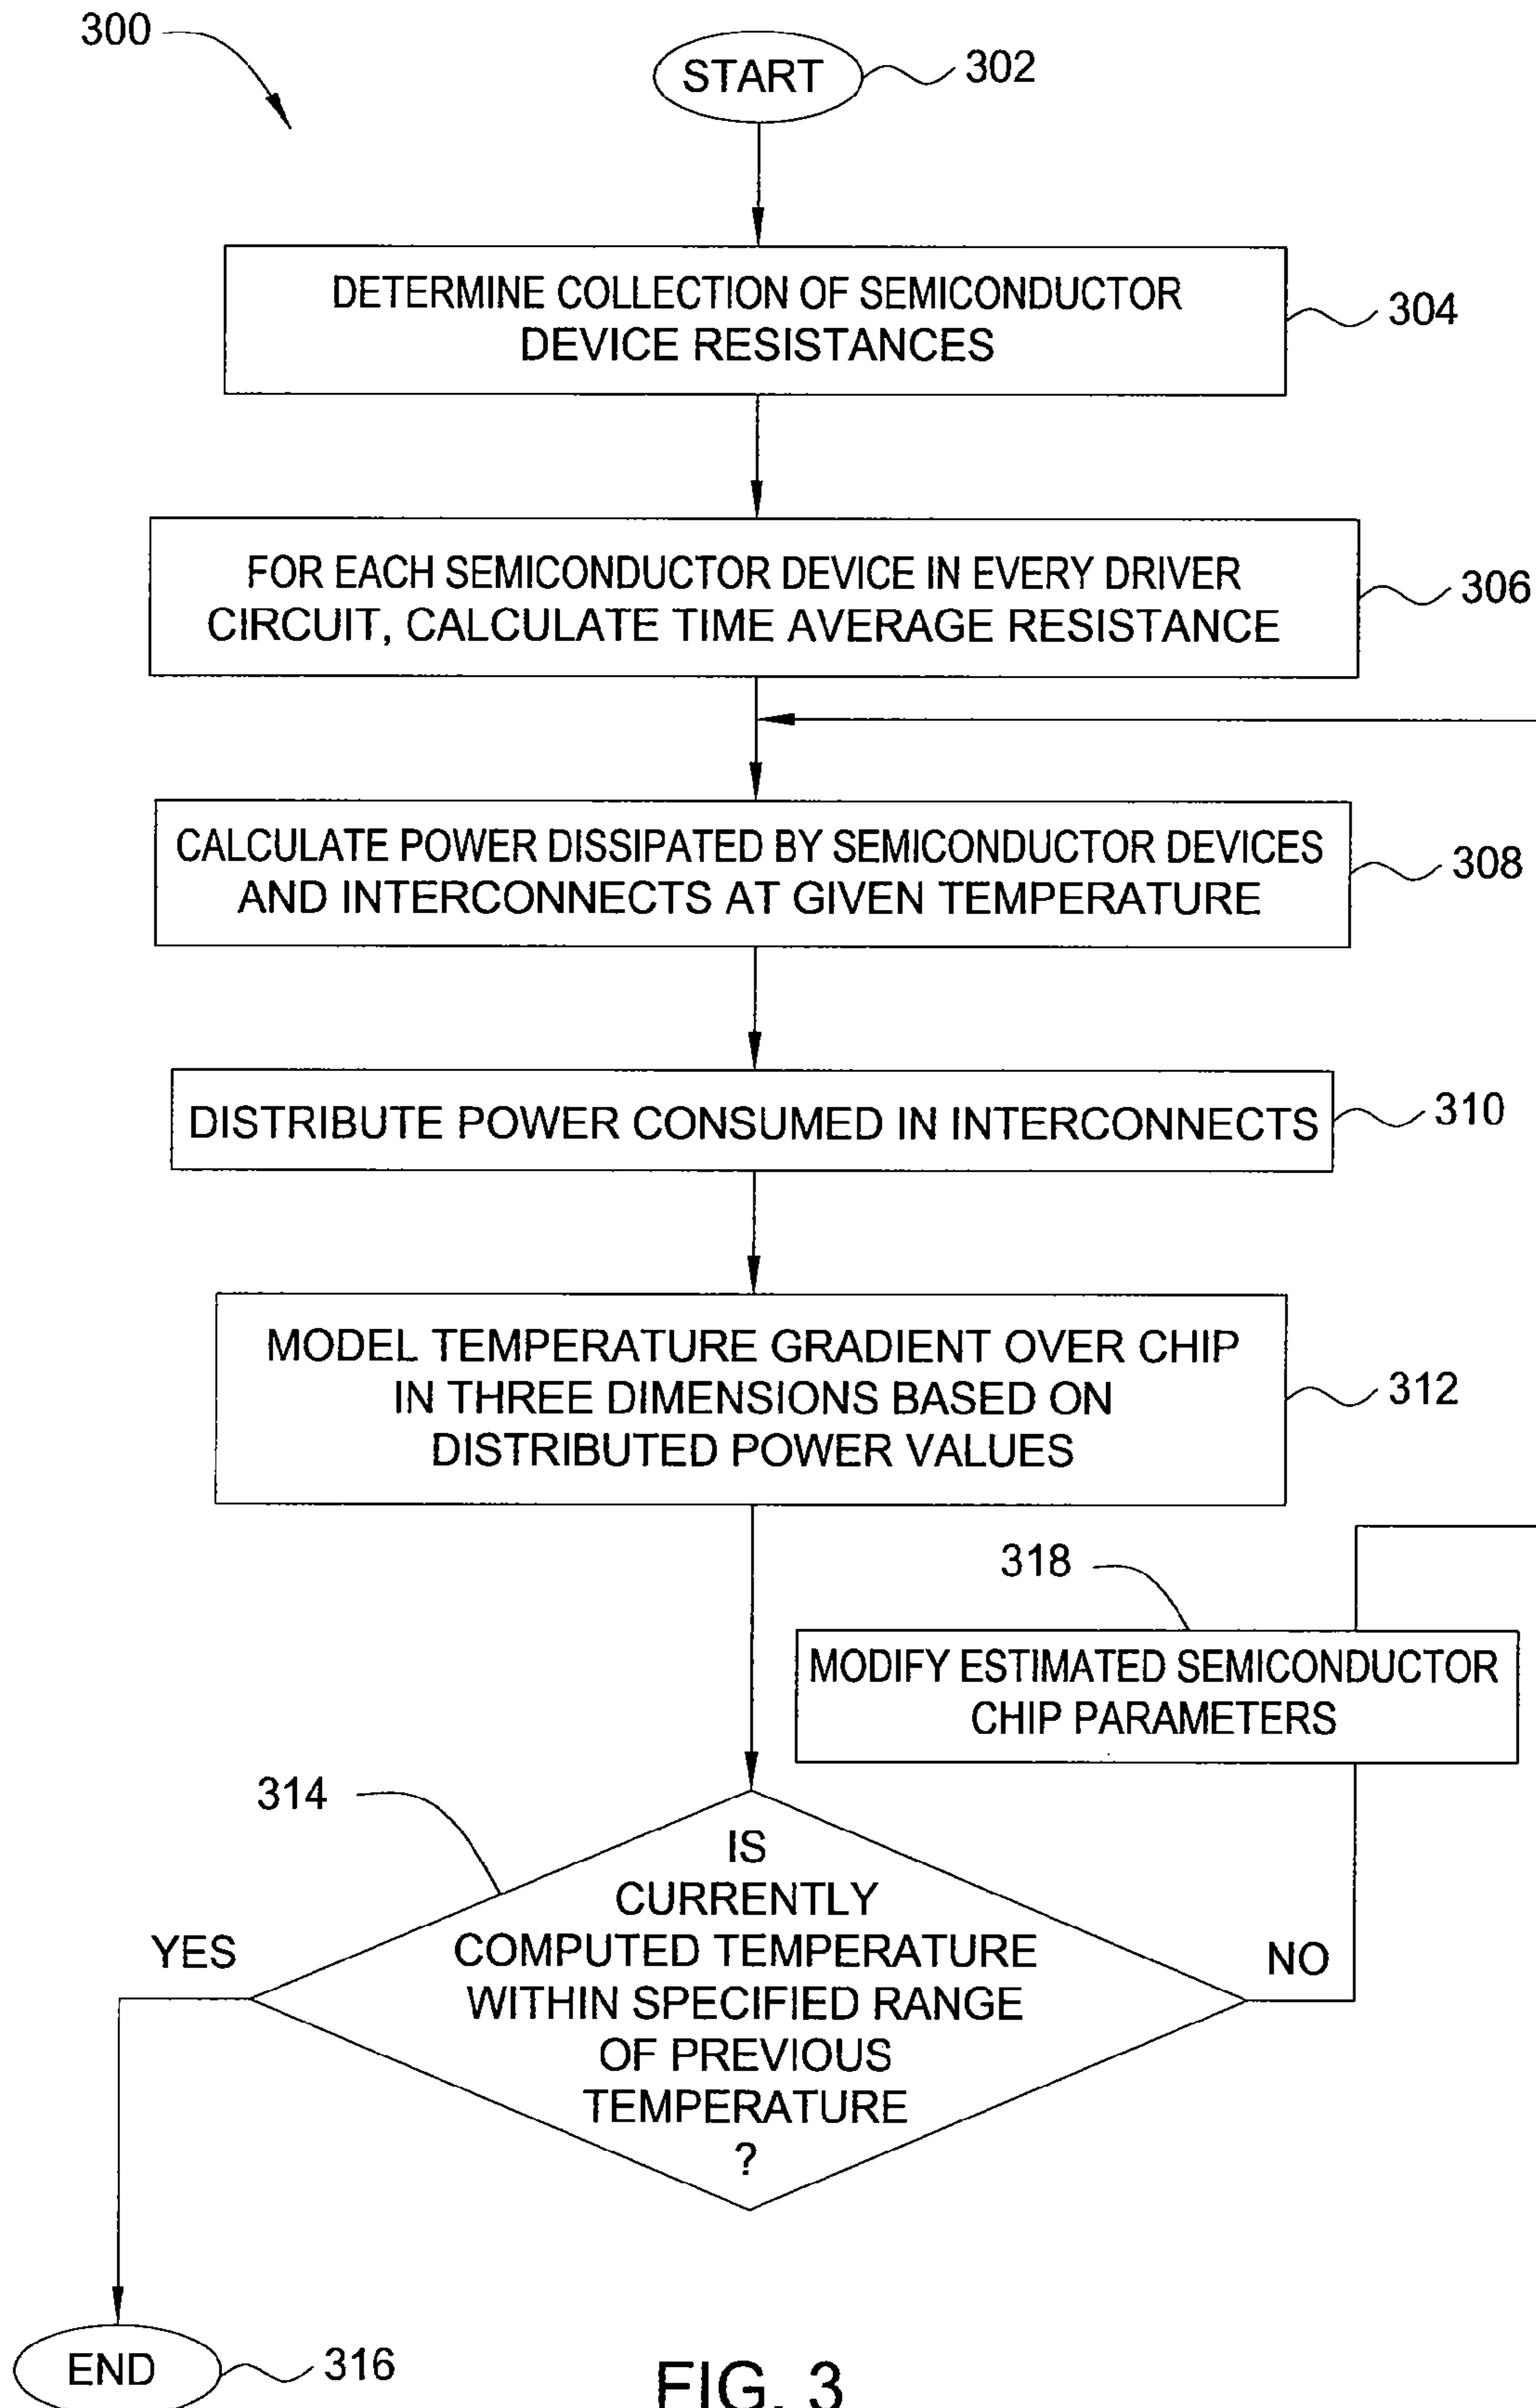 300
START
302
DETERMINE COLLECTION OF SEMICONDUCTOR
DEVICE RESISTANCES
304
FOR EACH SEMICONDUCTOR DEVICE IN EVERY DRIVER
CIRCUIT, CALCULATE TIME AVERAGE RESISTANCE
306
CALCULATE POWER DISSIPATED BY SEMICONDUCTOR DEVICES
AND INTERCONNECTS AT GIVEN TEMPERATURE
308
DISTRIBUTE POWER CONSUMED IN INTERCONNECTS
310
MODEL TEMPERATURE GRADIENT OVER CHIP
IN THREE DIMENSIONS BASED ON
DISTRIBUTED POWER VALUES
312
318
MODIFY ESTIMATED SEMICONDUCTOR
CHIP PARAMETERS
314
IS
CURRENTLY
COMPUTED TEMPERATURE
WITHIN SPECIFIED RANGE
OF PREVIOUS
TEMPERATURE
?
YES
NO
END
316
FIG. 3